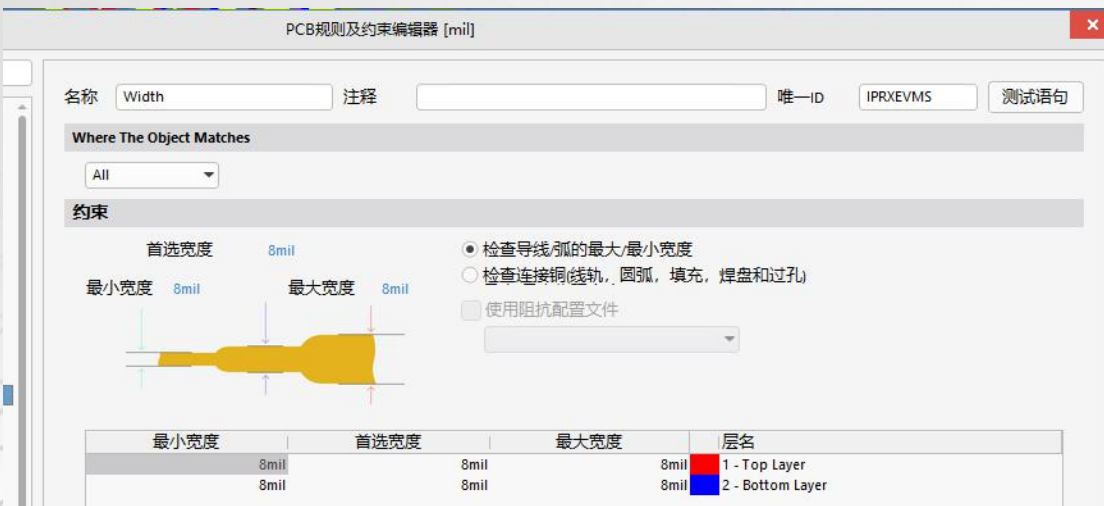 PCB规则及约束编辑器 [mil]
名称 Width 注释 唯一ID IPRXEVMS 测试语句
Where The Object Matches
All
约束
首选宽度 8mil
最小宽度 8mil 最大宽度 8mil
检查导线/弧的最大/最小宽度
检查连接铜(线轨, 圆弧, 填充, 焊盘和过孔)
使用阻抗配置文件
最小宽度 首选宽度 最大宽度 层名
8mil 8mil 8mil 1 - Top Layer
8mil 8mil 8mil 2 - Bottom Layer